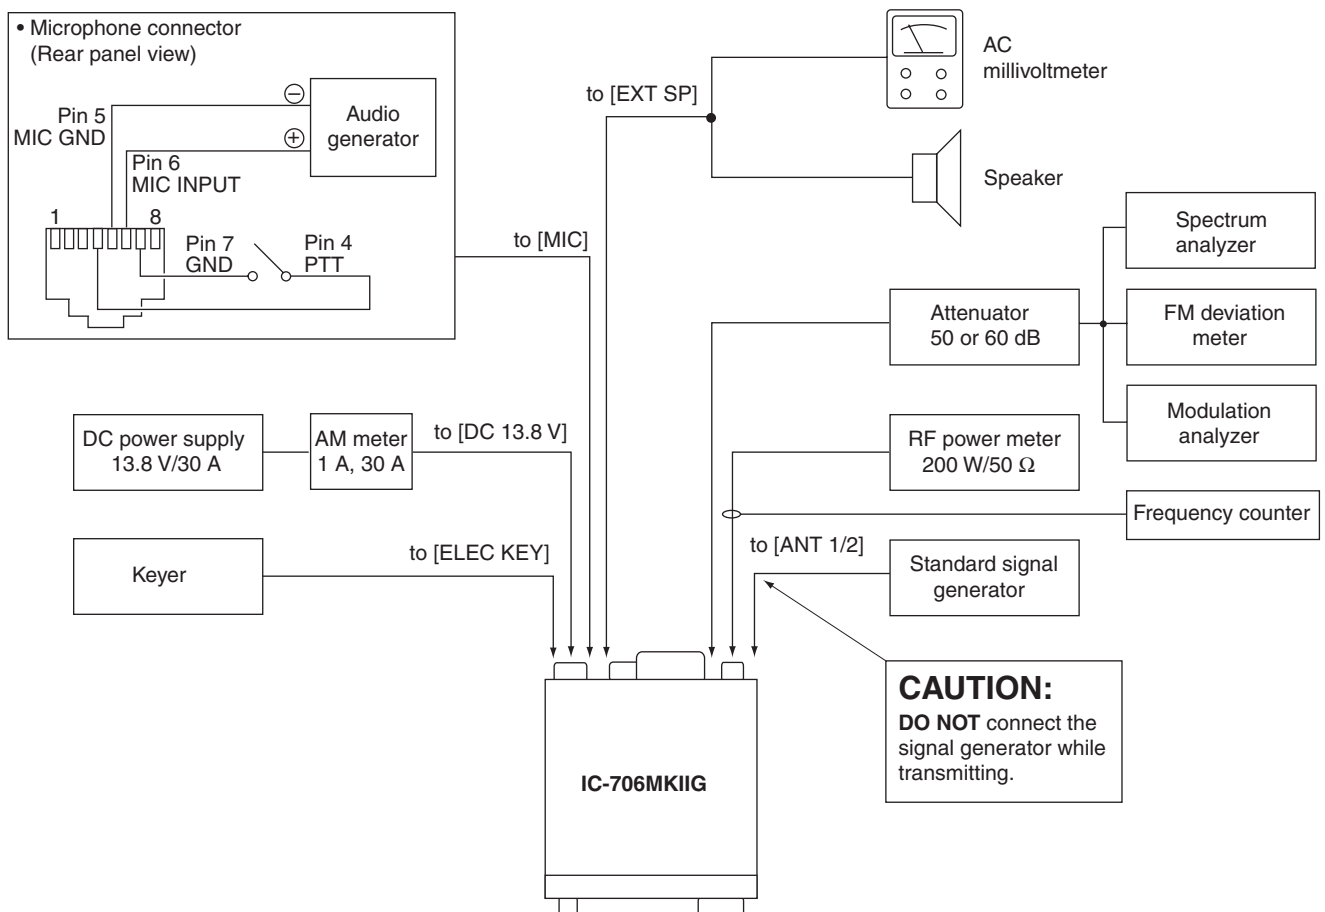 • Microphone connector
(Rear panel view)
Pin 5
MIC GND
−
+
Audio
generator
Pin 6
MIC INPUT
1
8
Pin 7
GND
Pin 4
PTT
to [MIC]
to [EXT SP]
AC
millivoltmeter
Speaker
Spectrum
analyzer
Attenuator
50 or 60 dB
FM deviation
meter
Modulation
analyzer
DC power supply
13.8 V/30 A
AM meter
1 A, 30 A
to [DC 13.8 V]
RF power meter
200 W/50 Ω
Frequency counter
Keyer
to [ELEC KEY]
to [ANT 1/2]
Standard signal
generator
CAUTION:
DO NOT connect the
signal generator while
transmitting.
IC-706MKIIG